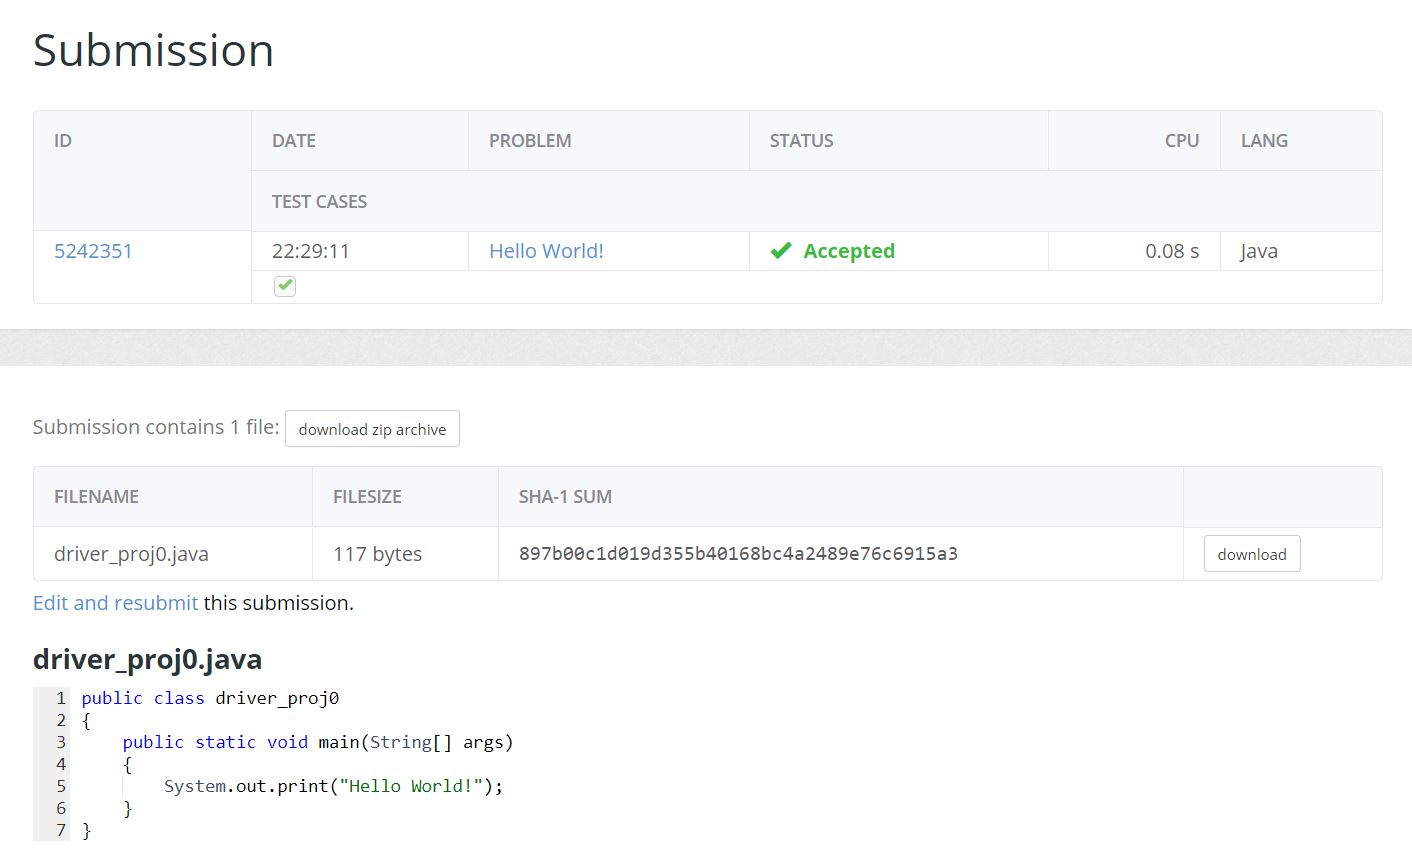 Submission
ID DATE PROBLEM STATUS CPU LANG
TEST CASES
5242351 22:29:11 Hello World! Accepted 0.08 s Java
Submission contains 1 file: download zip archive
FILENAME FILESIZE SHA-1 SUM
driver_proj0.java 117 bytes 897b00c1d019d355b40168bc4a2489e76c6915a3 download
Edit and resubmit this submission.
driver_proj0.java
1 public class driver_proj0
2 {
3     public static void main(String[] args)
4     {
5         System.out.print("Hello World!");
6     }
7 }